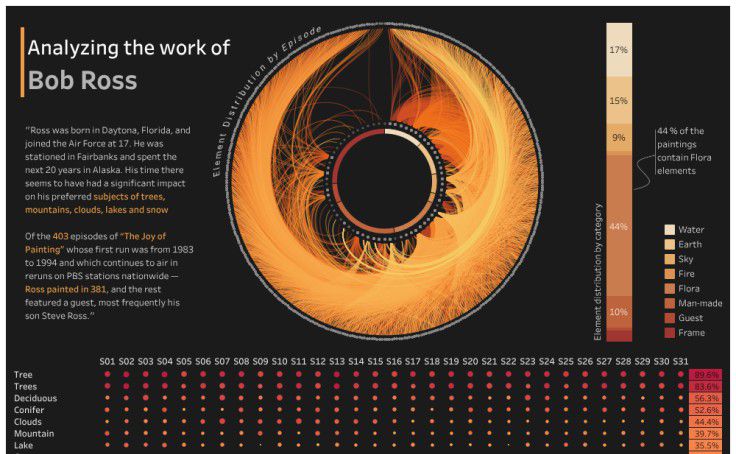 Analyzing the work of
Bob Ross
Element Distribution by Episode
"Ross was born in Daytona, Florida, and
joined the Air Force at 17. He was
stationed in Fairbanks and spent the
next 20 years in Alaska. His time there
seems to have had a significant impact
on his preferred subjects of trees,
mountains, clouds, lakes and snow
Of the 403 episodes of "The Joy of
Painting" whose first run was from 1983
to 1994 and which continues to air in
reruns on PBS stations nationwide —
Ross painted in 381, and the rest
featured a guest, most frequently his
son Steve Ross."
Element distribution by category
17%
15%
9%
44%
10%
44 % of the
paintings
contain Flora
elements
Water
Earth
Sky
Fire
Flora
Man-made
Guest
Frame
S01 S02 S03 S04 S05 S06 S07 S08 S09 S10 S11 S12 S13 S14 S15 S16 S17 S18 S19 S20 S21 S22 S23 S24 S25 S26 S27 S28 S29 S30 S31
Tree 89.6%
Trees 83.6%
Deciduous 56.3%
Conifer 52.6%
Clouds 44.4%
Mountain 39.7%
Lake 35.5%